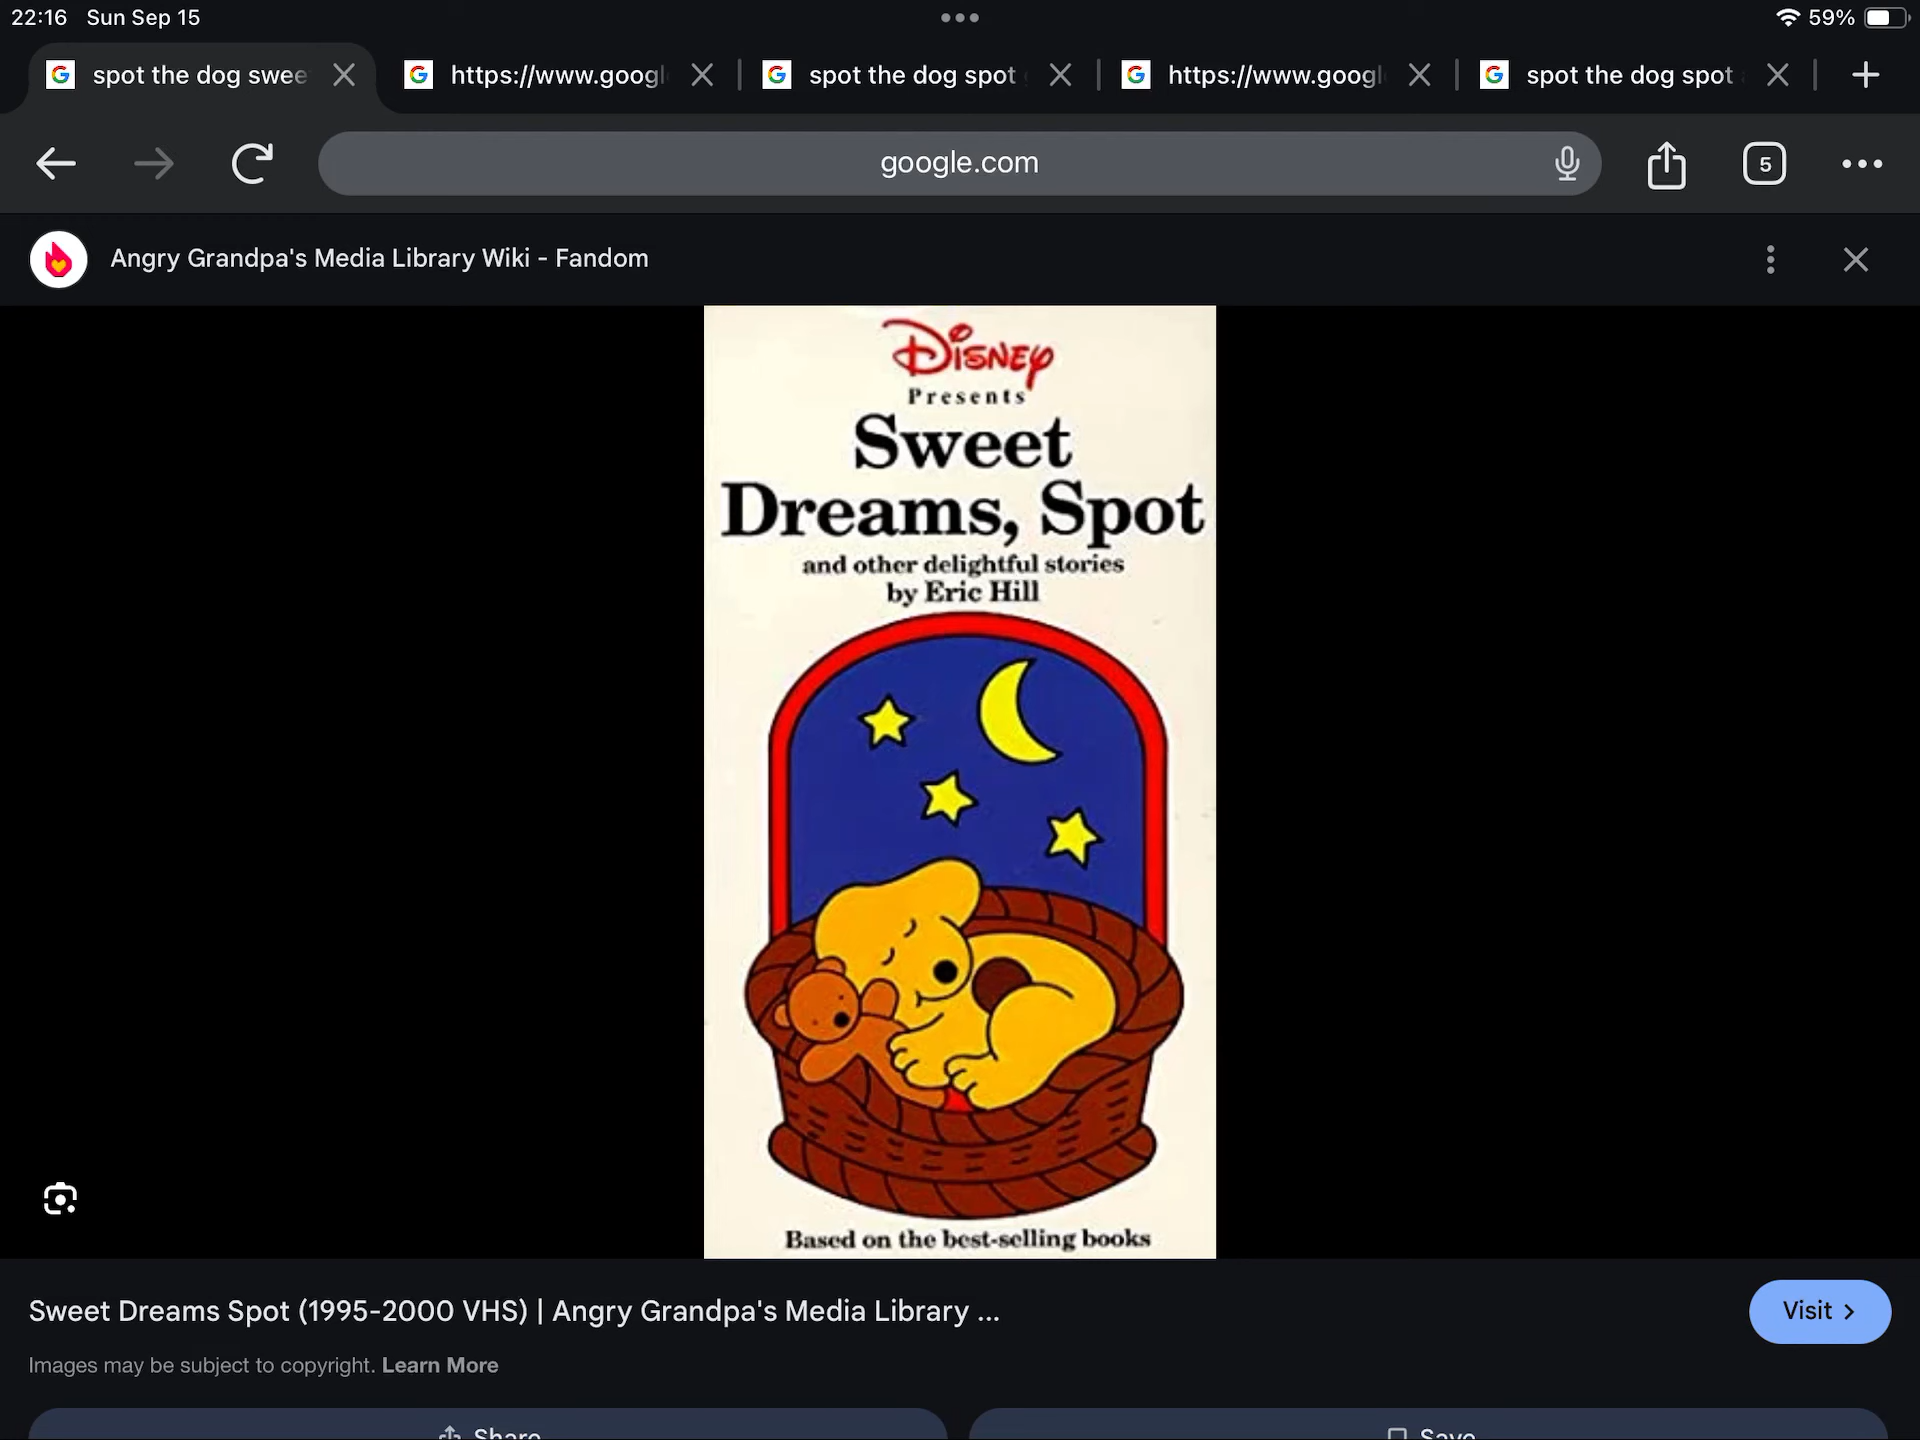 22:16 Sun Sep 15
59%
spot the dog swee
https://www.googl
spot the dog spot
https://www.googl
spot the dog spot
google.com
5
Angry Grandpa's Media Library Wiki - Fandom
Disney
Presents
Sweet
Dreams, Spot
and other delightful stories
by Eric Hill
Based on the best-selling books
Sweet Dreams Spot (1995-2000 VHS) | Angry Grandpa's Media Library ...
Visit
Images may be subject to copyright. Learn More
Share
Save